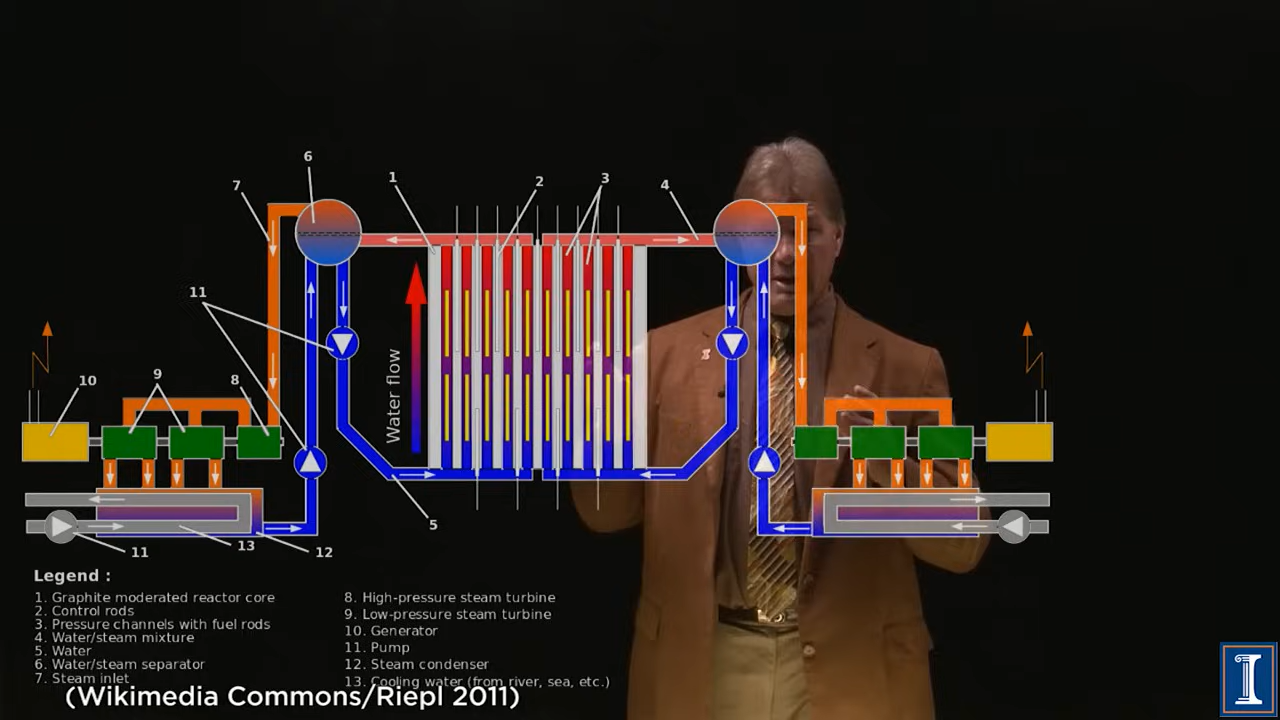 6
7
1
2
3
4
11
Water flow
10
9
8
5
11
13
12
Legend :
1. Graphite moderated reactor core
2. Control rods
3. Pressure channels with fuel rods
4. Water/steam mixture
5. Water
6. Water/steam separator
7. Steam inlet
8. High-pressure steam turbine
9. Low-pressure steam turbine
10. Generator
11. Pump
12. Steam condenser
13. Cooling water (from river, sea, etc.)
(Wikimedia Commons/Riepl 2011)
I